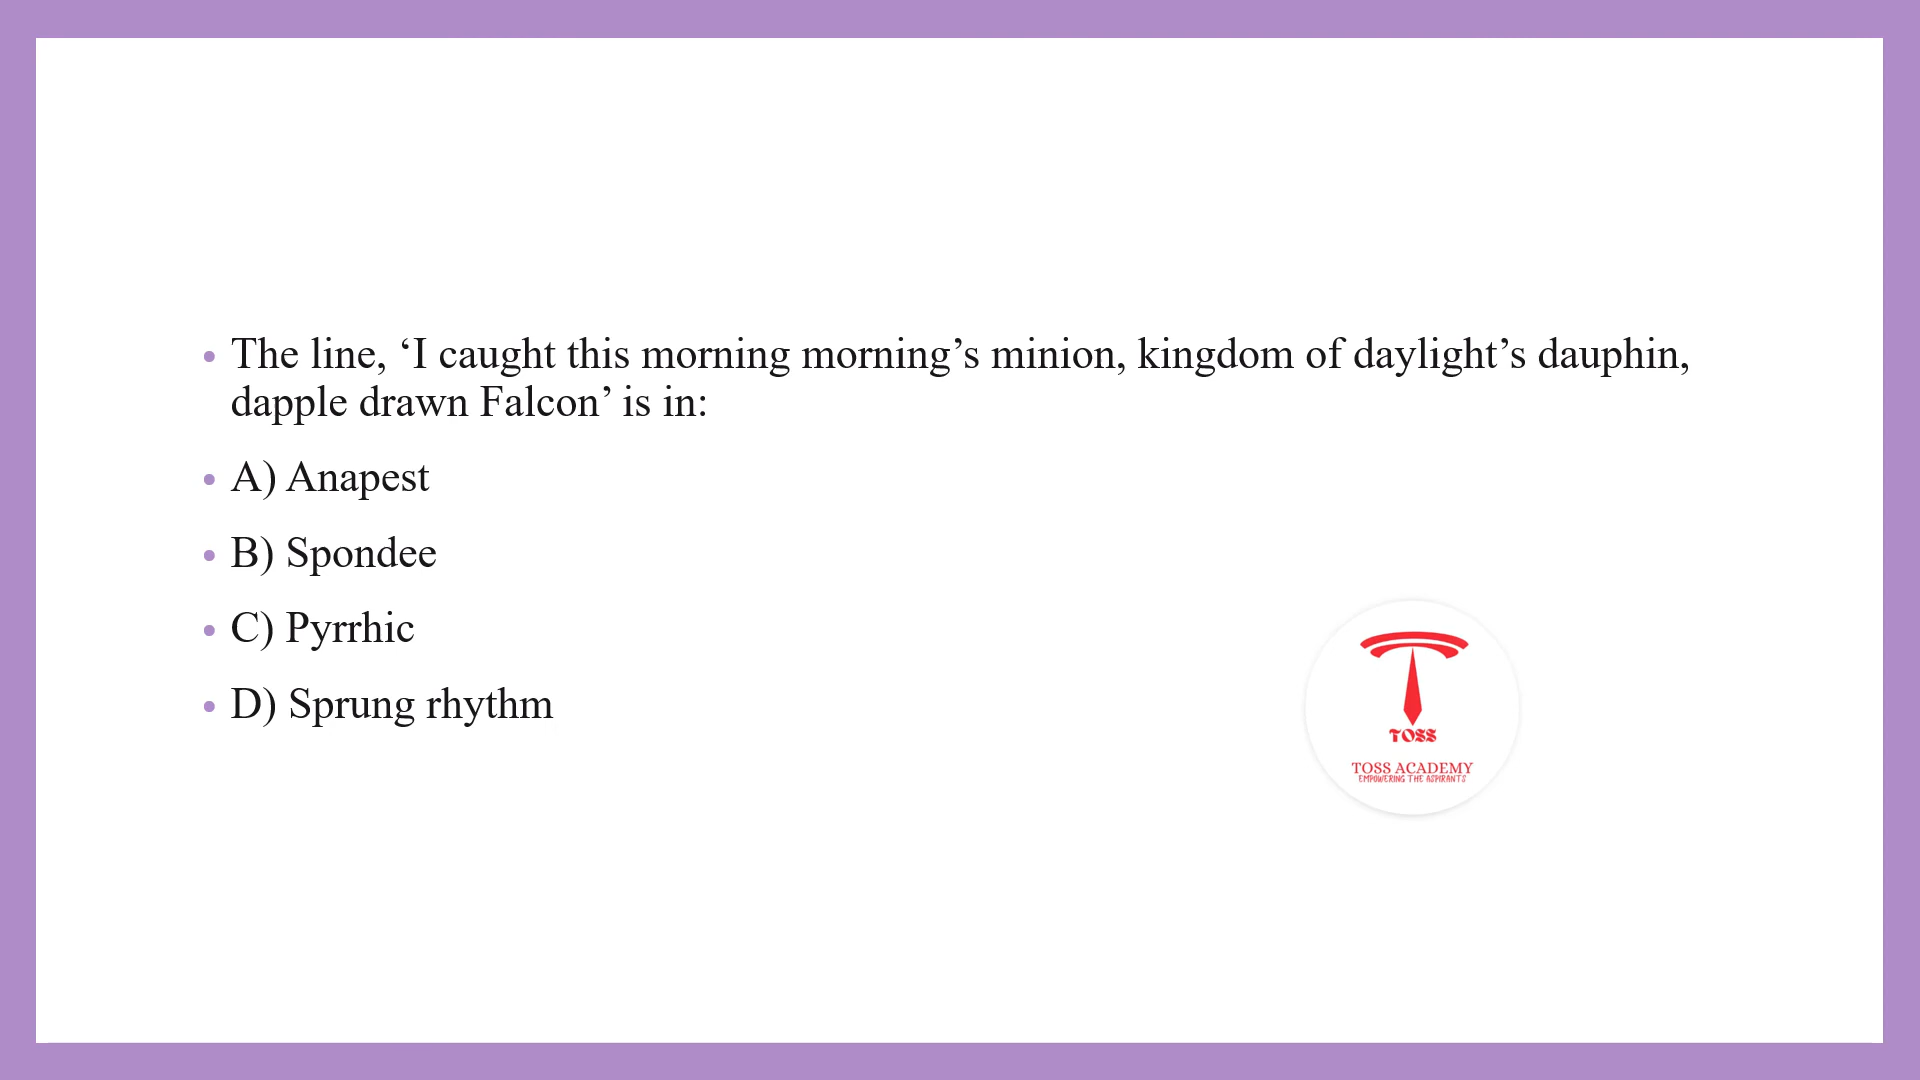 The line, ‘I caught this morning morning’s minion, kingdom of daylight’s dauphin,
dapple drawn Falcon’ is in:
A) Anapest
B) Spondee
C) Pyrrhic
D) Sprung rhythm
TOSS
TOSS ACADEMY
EMPOWERING THE ASPIRANTS